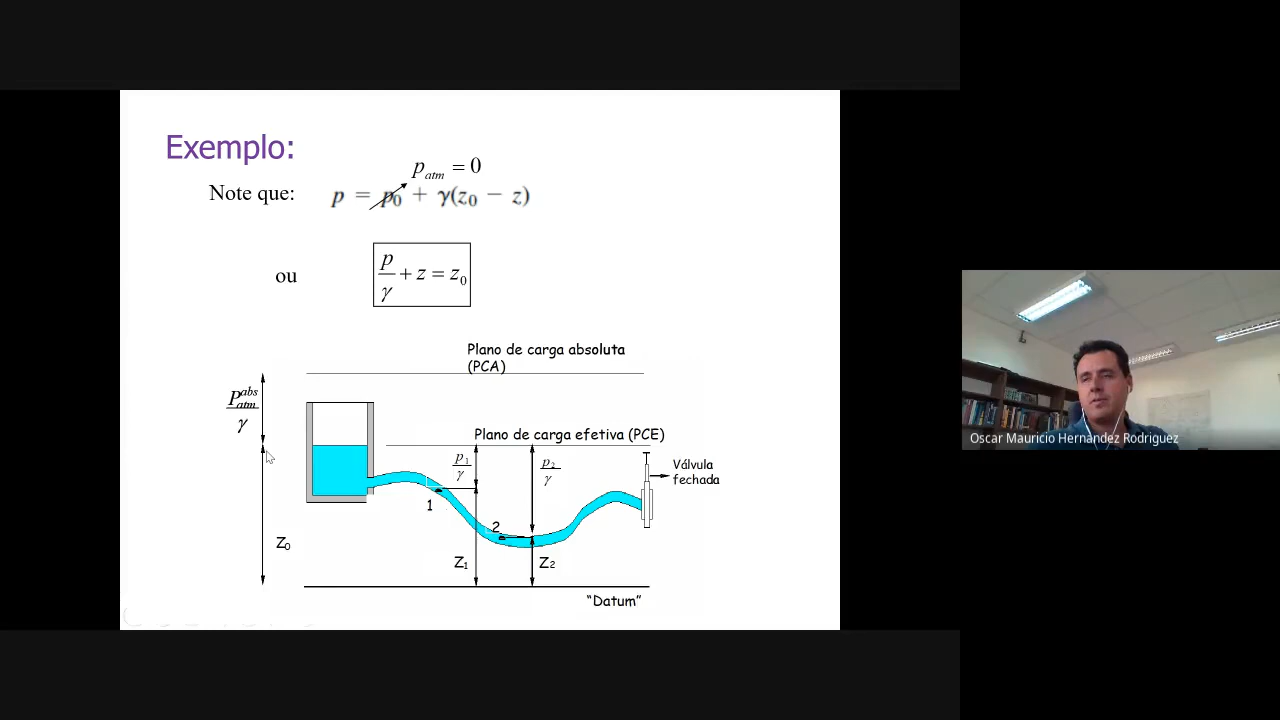 Exemplo:
p_atm = 0
Note que: p = p₀ + γ(z₀ − z)
ou p/γ + z = z₀
Plano de carga absoluta
(PCA)
P_atm^abs/γ
Plano de carga efetiva (PCE)
p₁/γ
p₂/γ
Válvula
fechada
1
2
Z₀
Z₁
Z₂
“Datum”
Oscar Mauricio Hernandez Rodriguez